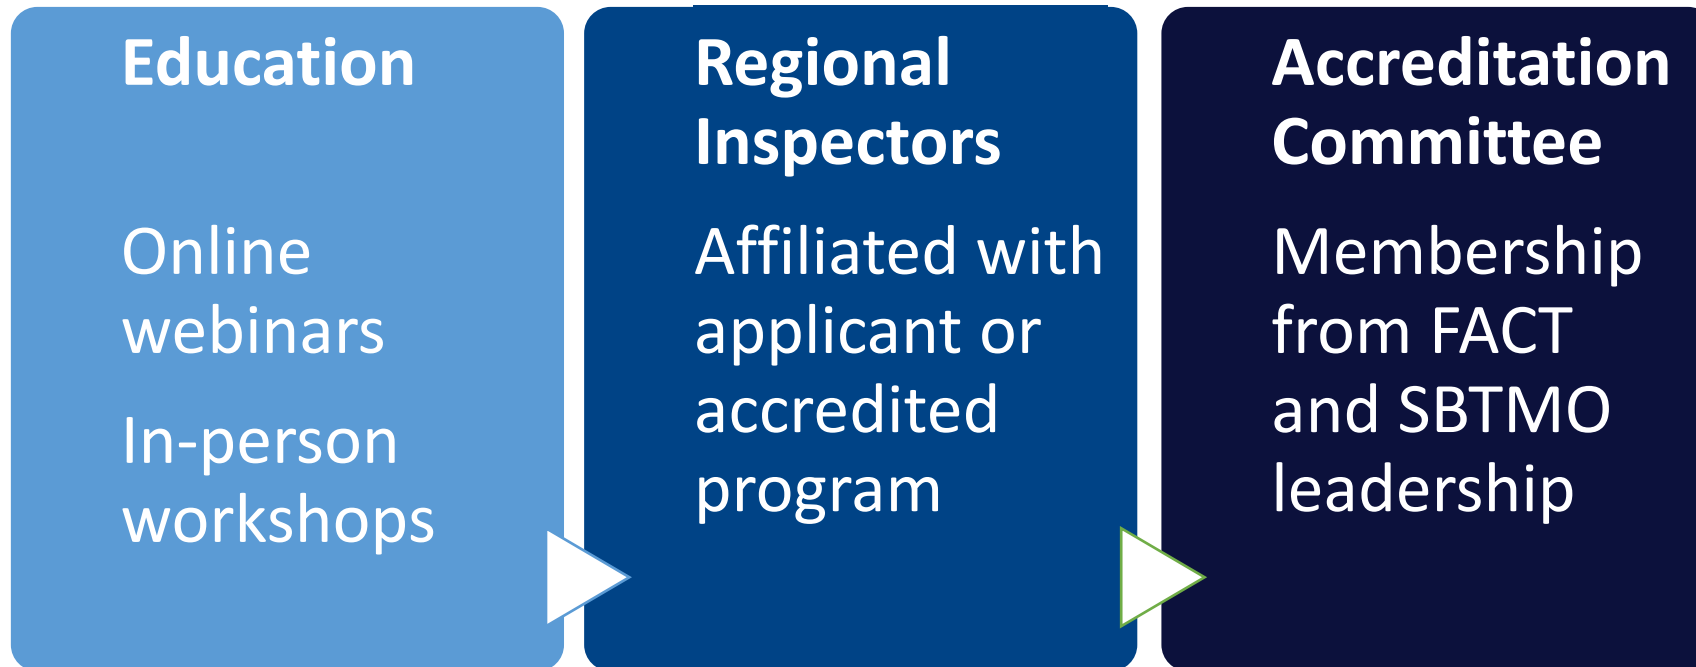 Education
Online
webinars
In-person
workshops
Regional
Inspectors
Affiliated with
applicant or
accredited
program
Accreditation
Committee
Membership
from FACT
and SBTMO
leadership